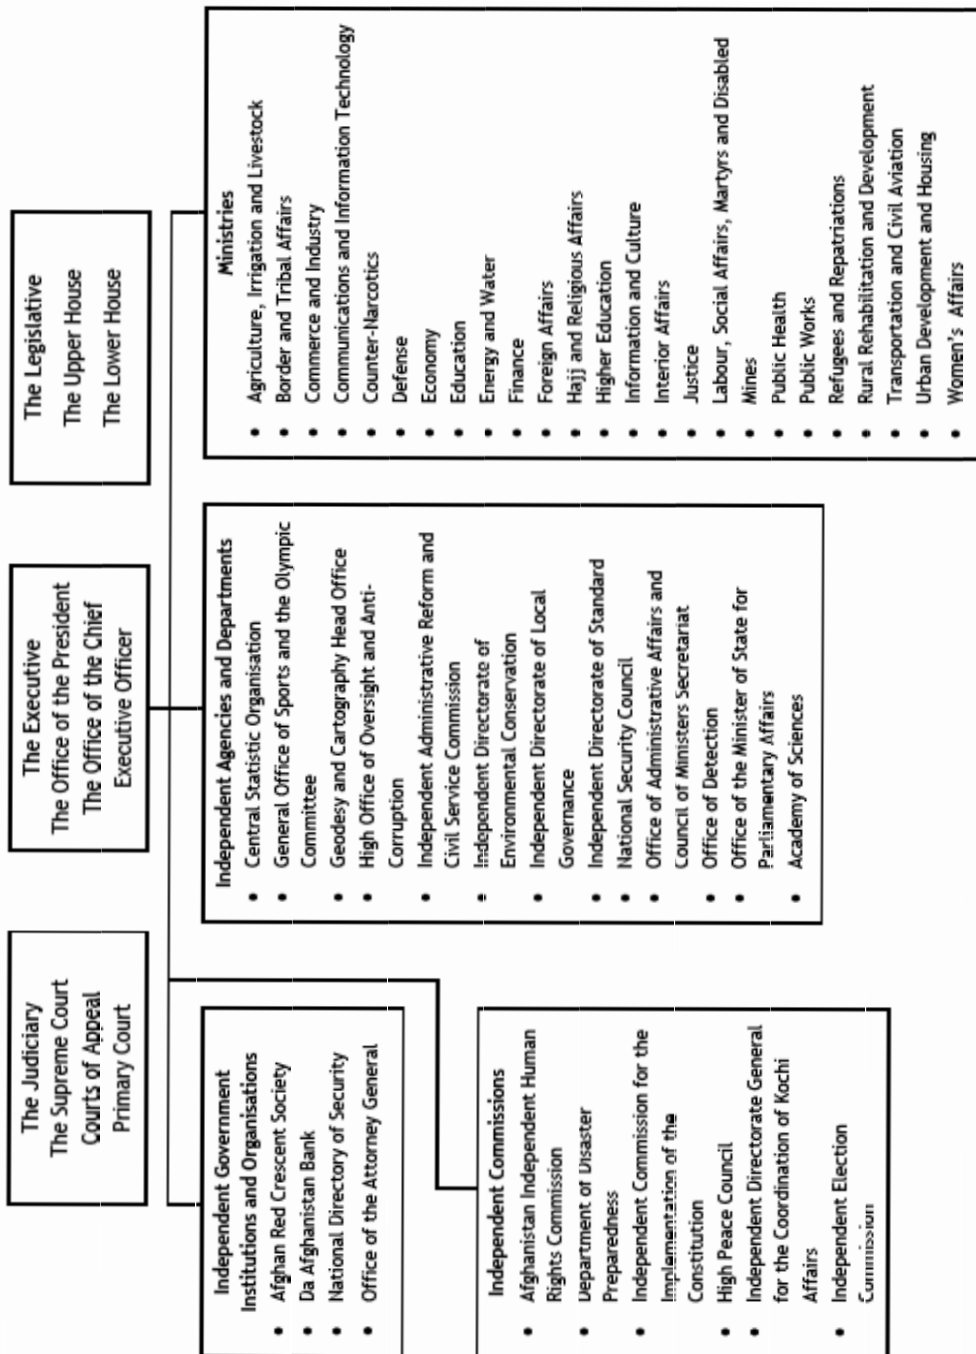 The Judiciary
The Supreme Court
Courts of Appeal
Primary Court
The Executive
The Office of the President
The Office of the Chief
Executive Officer
The Legislative
The Upper House
The Lower House
Independent Government
Institutions and Organisations
• Afghan Red Crescent Society
• Da Afghanistan Bank
• National Directory of Security
• Office of the Attorney General
Independent Commissions
• Afghanistan Independent Human
Rights Commission
• Department of Disaster
Preparedness
• Independent Commission for the
Implementation of the
Constitution
• High Peace Council
• Independent Directorate General
for the Coordination of Kochi
Affairs
• Independent Election
Commission
Independent Agencies and Departments
• Central Statistic Organisation
• General Office of Sports and the Olympic
Committee
• Geodesy and Cartography Head Office
• High Office of Oversight and Anti-
Corruption
• Independent Administrative Reform and
Civil Service Commission
• Independent Directorate of
Environmental Conservation
• Independent Directorate of Local
Governance
• Independent Directorate of Standard
• National Security Council
• Office of Administrative Affairs and
Council of Ministers Secretariat
• Office of Detection
• Office of the Minister of State for
Parliamentary Affairs
• Academy of Sciences
Ministries
• Agriculture, Irrigation and Livestock
• Border and Tribal Affairs
• Commerce and Industry
• Communications and Information Technology
• Counter-Narcotics
• Defense
• Economy
• Education
• Energy and Water
• Finance
• Foreign Affairs
• Hajj and Religious Affairs
• Higher Education
• Information and Culture
• Interior Affairs
• Justice
• Labour, Social Affairs, Martyrs and Disabled
• Mines
• Public Health
• Public Works
• Refugees and Repatriations
• Rural Rehabilitation and Development
• Transportation and Civil Aviation
• Urban Development and Housing
• Women's Affairs